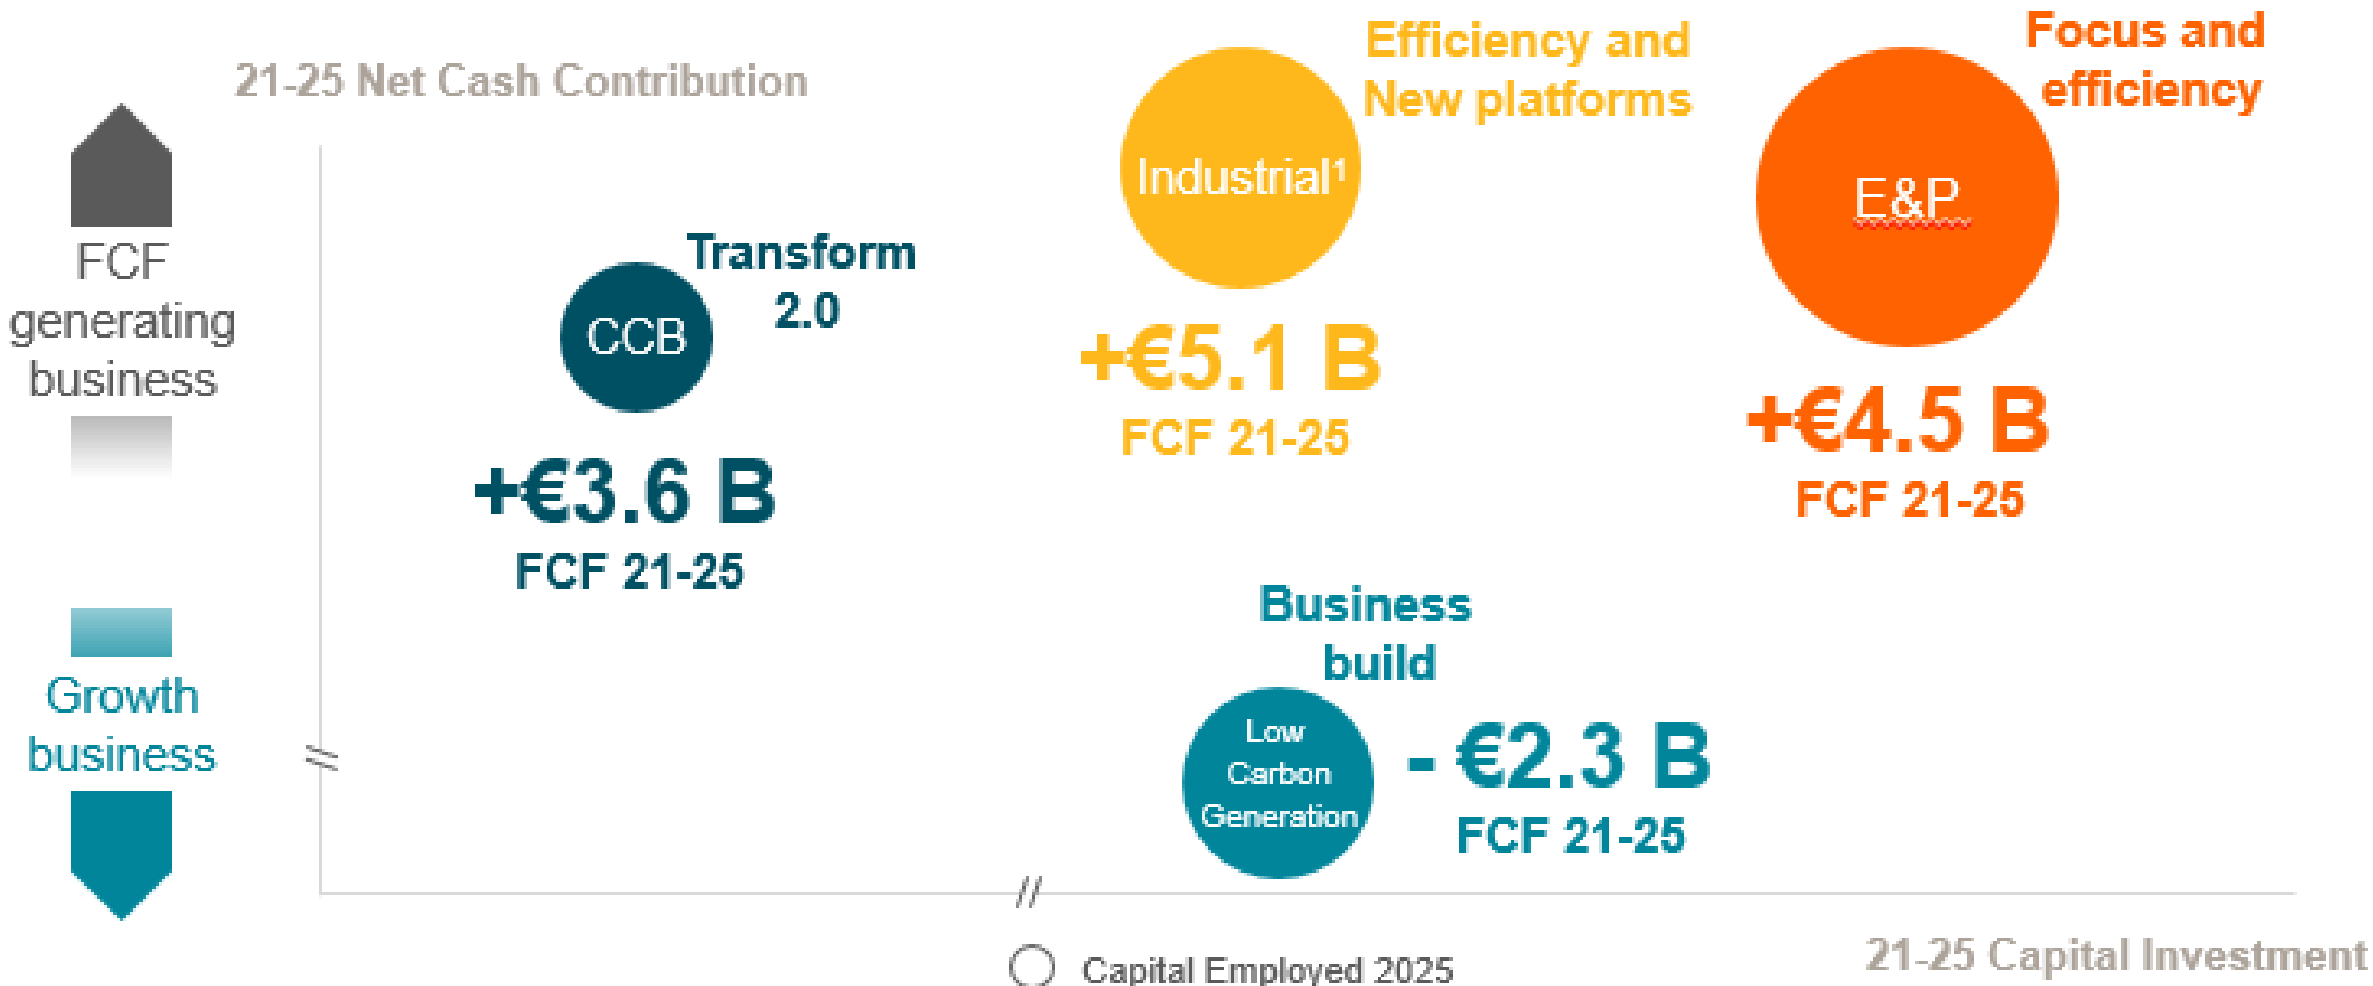 21-25 Net Cash Contribution
FCF
generating
business
Growth
business
CCB
Transform
2.0
+€3.6 B
FCF 21-25
Industrial¹
Efficiency and
New platforms
+€5.1 B
FCF 21-25
E&P
Focus and
efficiency
+€4.5 B
FCF 21-25
Business
build
Low
Carbon
Generation
- €2.3 B
FCF 21-25
Capital Employed 2025
21-25 Capital Investment